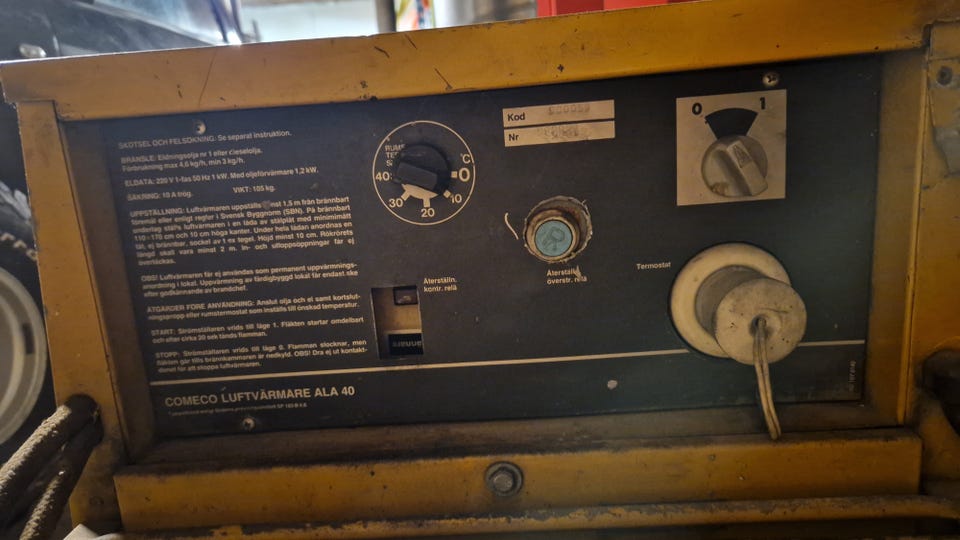 SKÖTSEL OCH FELSÖKNING: Se separat instruktion.
BRÄNSLE: Eldningsolja nr 1 eller dieselolja.
Förbrukning max 4,6 kg/h, min 3 kg/h.
ELDATA: 220 V 1-fas 50 Hz 1 kW. Med oljeförvärmare 1,2 kW.
SÄKRING: 10 A trög. VIKT: 105 kg.
UPPSTÄLLNING: Luftvärmaren uppställs minst 1,5 m från brännbart
föremål eller enligt regler i Svensk Byggnorm (SBN). På brännbart
underlag ställs luftvärmaren i en låda av stålplåt med minimimått
110×170 cm och 10 cm höga kanter. Under hela lådan anordnas en
tät, ej brännbar, sockel av 1 ex tegel. Höjd minst 10 cm. Rökrörets
längd skall vara minst 2 m. In- och utloppsöppningar får ej
övertäckas.
OBS! Luftvärmaren får ej användas som permanent uppvärmnings-
anordning i lokal. Uppvärmning av färdigbyggd lokal får endast ske
efter godkännande av brandchef.
ÅTGÄRDER FÖRE ANVÄNDNING: Anslut olja och el samt kortslut-
ningspropp eller rumstermostat som inställs till önskad temperatur.
START: Strömställaren vrids till läge 1. Fläkten startar omdelbart
och efter cirka 20 sek tänds flamman.
STOPP: Strömställaren vrids till läge 0. Flamman slocknar, men
fläkten går tills brännkammaren är nedkyld. OBS! Dra ej ut kontakt-
donet för att stoppa luftvärmaren.
COMECO LUFTVÄRMARE ALA 40
RUMS
TE
°C
0
10
20
30
40
Kod
Nr
0 1
Återställn.
kontr. relä
Återställn.
överstr. relä
Termostat